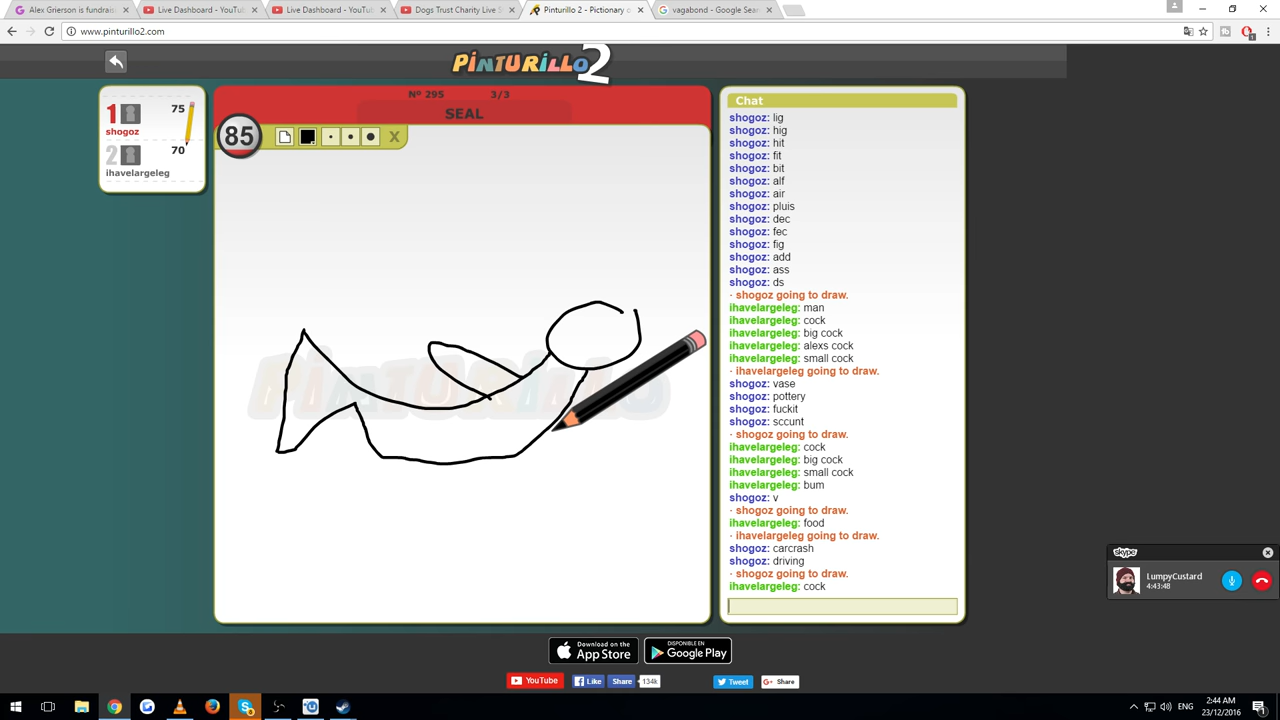 Alex Grierson is fundrais
Live Dashboard - YouTu
Live Dashboard - YouTu
Dogs Trust Charity Live S
Pinturillo 2 - Pictionary o
vagabond - Google Sear
www.pinturillo2.com
PiNTURiLLO 2
1
75
shogoz
2
70
ihavelargeleg
Nº 295
3/3
SEAL
85
X
PiNTURiLLO
Chat
shogoz: lig
shogoz: hig
shogoz: hit
shogoz: fit
shogoz: bit
shogoz: alf
shogoz: air
shogoz: pluis
shogoz: dec
shogoz: fec
shogoz: fig
shogoz: add
shogoz: ass
shogoz: ds
· shogoz going to draw.
ihavelargeleg: man
ihavelargeleg: cock
ihavelargeleg: big cock
ihavelargeleg: alexs cock
ihavelargeleg: small cock
· ihavelargeleg going to draw.
shogoz: vase
shogoz: pottery
shogoz: fuckit
shogoz: sccunt
· shogoz going to draw.
ihavelargeleg: cock
ihavelargeleg: big cock
ihavelargeleg: small cock
ihavelargeleg: bum
shogoz: v
· shogoz going to draw.
ihavelargeleg: food
· ihavelargeleg going to draw.
shogoz: carcrash
shogoz: driving
· shogoz going to draw.
ihavelargeleg: cock
skype
LumpyCustard
4:43:48
Download on the
App Store
DISPONIBLE EN
Google Play
YouTube
Like
Share
134k
Tweet
Share
ENG
2:44 AM
23/12/2016